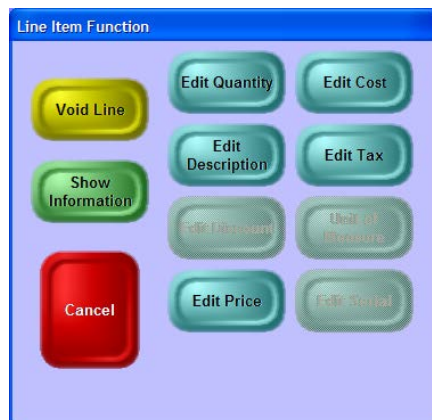 Line Item Function
Void Line
Show
Information
Cancel
Edit Quantity
Edit Cost
Edit
Description
Edit Tax
Edit Discount
Unit of
Measure
Edit Price
Edit Serial